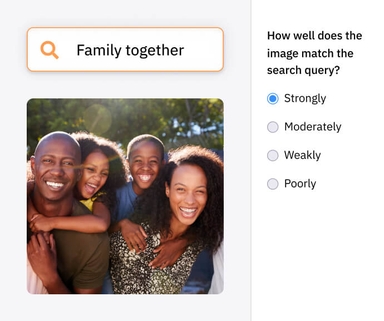 Family together
How well does the
image match the
search query?
Strongly
Moderately
Weakly
Poorly